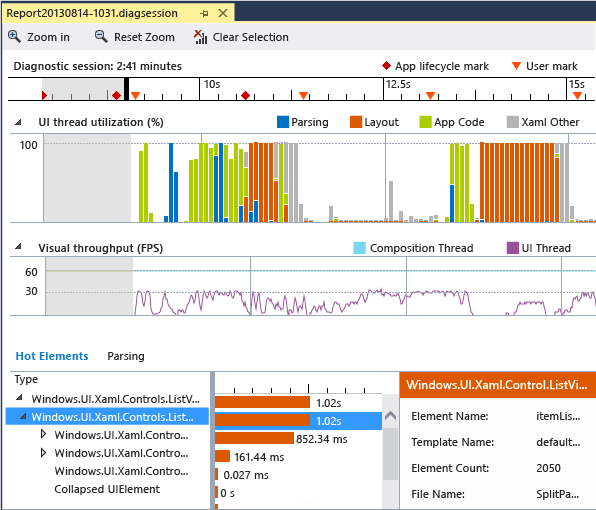 Report20130814-1031.diagsession
Zoom in Reset Zoom Clear Selection
Diagnostic session: 2:41 minutes App lifecycle mark User mark
10s 12.5s 15s
UI thread utilization (%) Parsing Layout App Code Xaml Other
100
Visual throughput (FPS) Composition Thread UI Thread
60
30
Hot Elements Parsing
Type
Windows.UI.Xaml.Controls.ListV... 1.02s
Windows.UI.Xaml.Controls.List... 1.02s
Windows.UI.Xaml.Contro... 852.34 ms
Windows.UI.Xaml.Contro... 161.44 ms
Windows.UI.Xaml.Contro... 0.027 ms
Collapsed UIElement 0 s
Windows.UI.Xaml.Control.ListVi...
Element Name: itemLis...
Template Name: default...
Element Count: 2050
File Name: SplitPa...